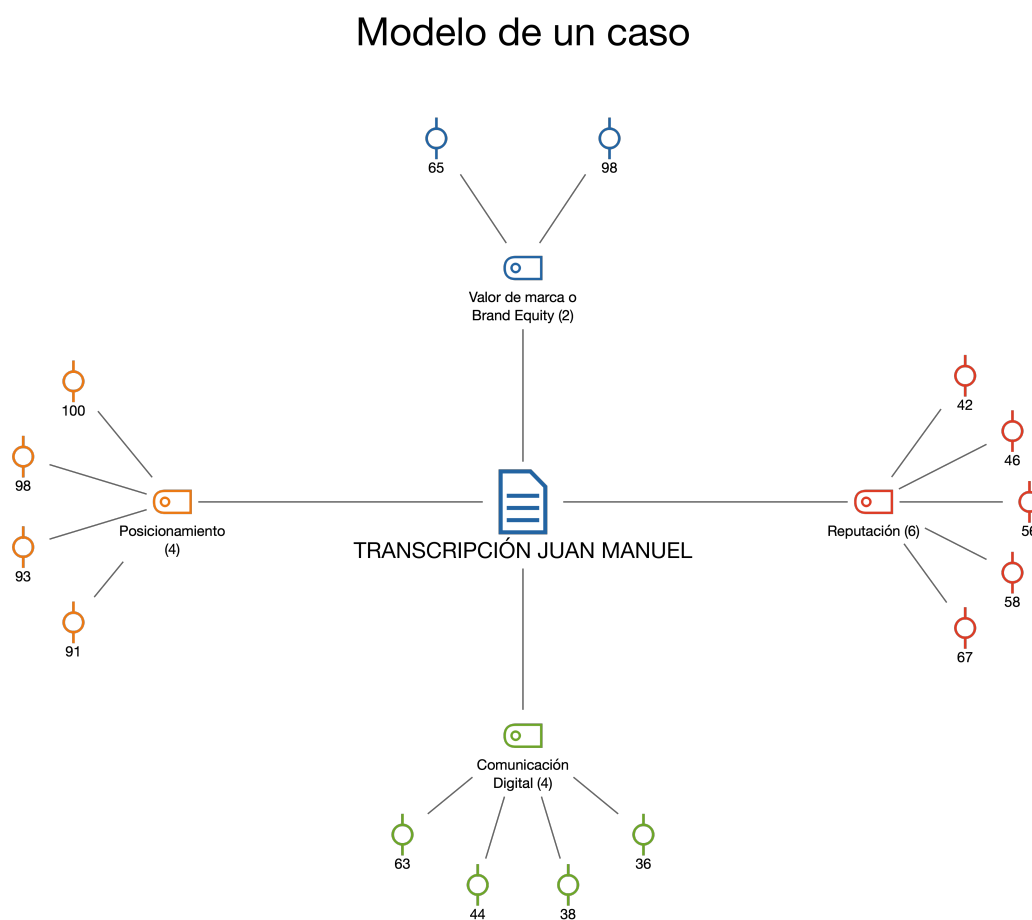 Modelo de un caso
65
98
Valor de marca o
Brand Equity (2)
100
42
46
98
Posicionamiento
(4)
TRANSCRIPCIÓN JUAN MANUEL
Reputación (6)
93
58
91
67
Comunicación
Digital (4)
63
36
44
38